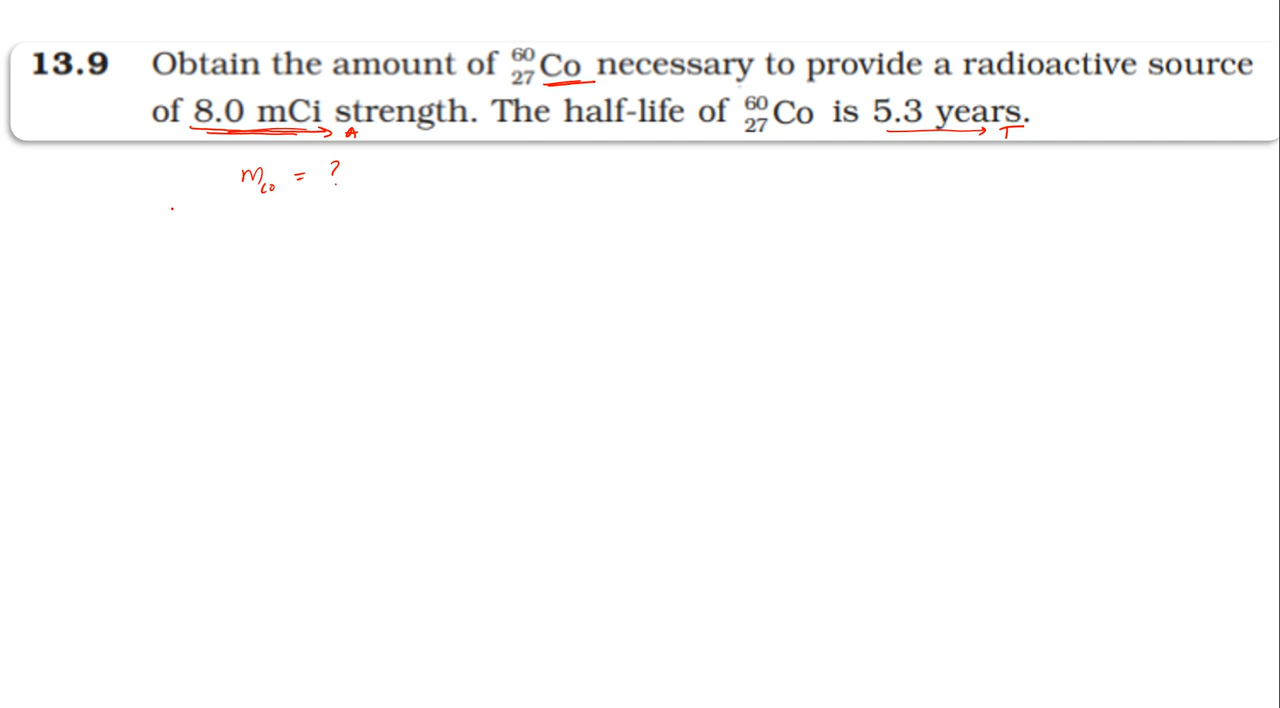 13.9 Obtain the amount of ⁶⁰₂₇Co necessary to provide a radioactive source
of 8.0 mCi strength. The half-life of ⁶⁰₂₇Co is 5.3 years.
A T
m_co = ?